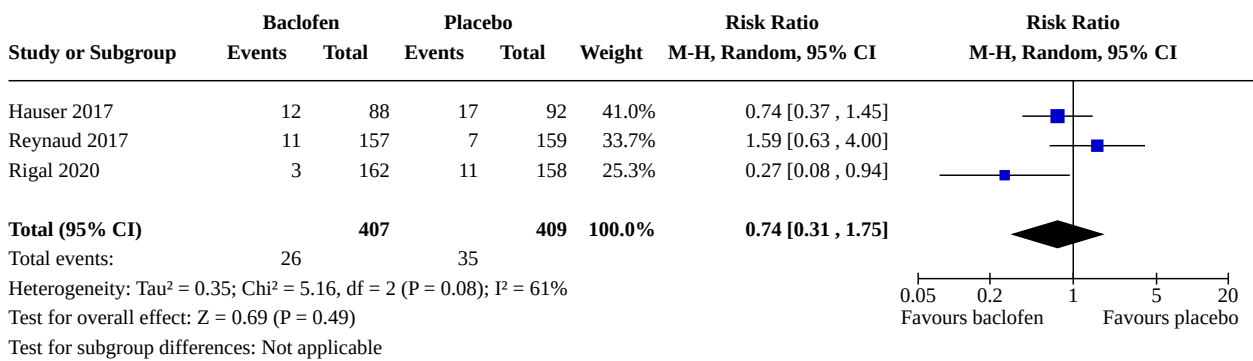 Baclofen Placebo Risk Ratio Risk Ratio
Study or Subgroup Events Total Events Total Weight M-H, Random, 95% CI M-H, Random, 95% CI
Hauser 2017 12 88 17 92 41.0% 0.74 [0.37 , 1.45]
Reynaud 2017 11 157 7 159 33.7% 1.59 [0.63 , 4.00]
Rigal 2020 3 162 11 158 25.3% 0.27 [0.08 , 0.94]
Total (95% CI) 407 409 100.0% 0.74 [0.31 , 1.75]
Total events: 26 35
Heterogeneity: Tau² = 0.35; Chi² = 5.16, df = 2 (P = 0.08); I² = 61%
0.05 0.2 1 5 20
Test for overall effect: Z = 0.69 (P = 0.49) Favours baclofen Favours placebo
Test for subgroup differences: Not applicable